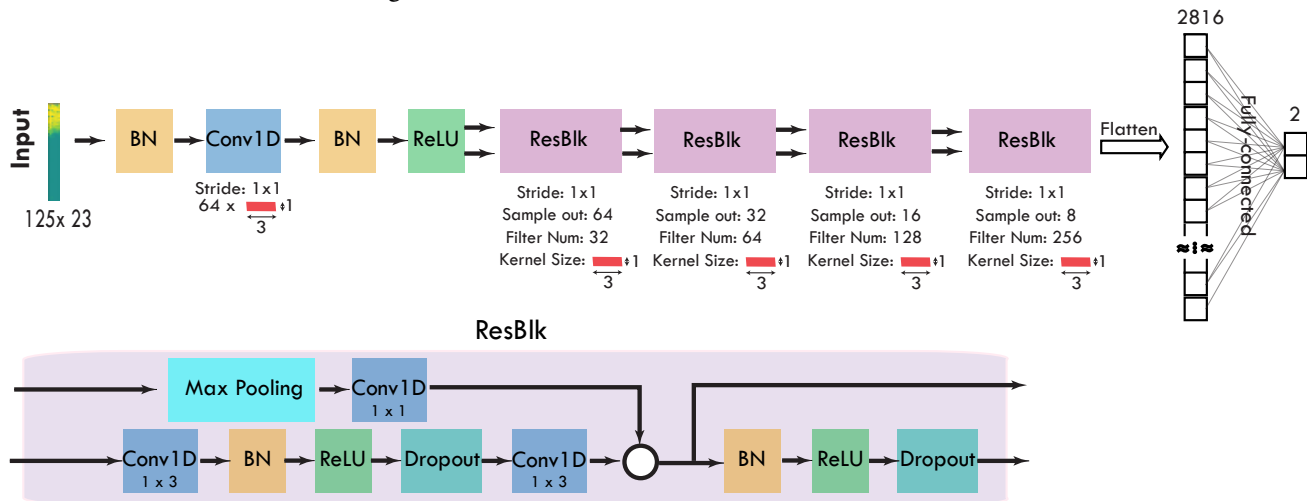 2816
2
Input
BN
Conv1D
BN
ReLU
ResBlk
ResBlk
ResBlk
ResBlk
Flatten
Fully-connected
125x 23
Stride: 1x1
64 x
1
3
Stride: 1x1
Sample out: 64
Filter Num: 32
Kernel Size:
1
3
Stride: 1x1
Sample out: 32
Filter Num: 64
Kernel Size:
1
3
Stride: 1x1
Sample out: 16
Filter Num: 128
Kernel Size:
1
3
Stride: 1x1
Sample out: 8
Filter Num: 256
Kernel Size:
1
3
ResBlk
Max Pooling
Conv1D
1 x 1
Conv1D
1 x 3
BN
ReLU
Dropout
Conv1D
1 x 3
BN
ReLU
Dropout